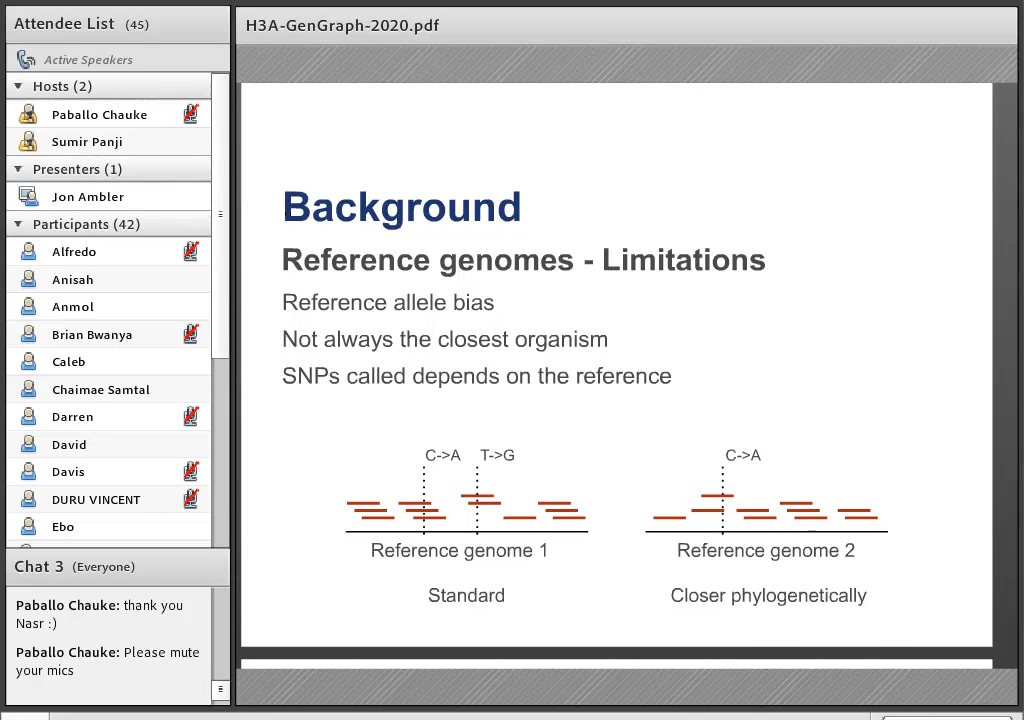 Attendee List (45)
Active Speakers
Hosts (2)
Paballo Chauke
Sumir Panji
Presenters (1)
Jon Ambler
Participants (42)
Alfredo
Anisah
Anmol
Brian Bwanya
Caleb
Chaimae Samtal
Darren
David
Davis
DURU VINCENT
Ebo
Chat 3 (Everyone)
Paballo Chauke: thank you
Nasr :)
Paballo Chauke: Please mute
your mics
H3A-GenGraph-2020.pdf
Background
Reference genomes - Limitations
Reference allele bias
Not always the closest organism
SNPs called depends on the reference
C->A T->G
C->A
Reference genome 1
Reference genome 2
Standard
Closer phylogenetically